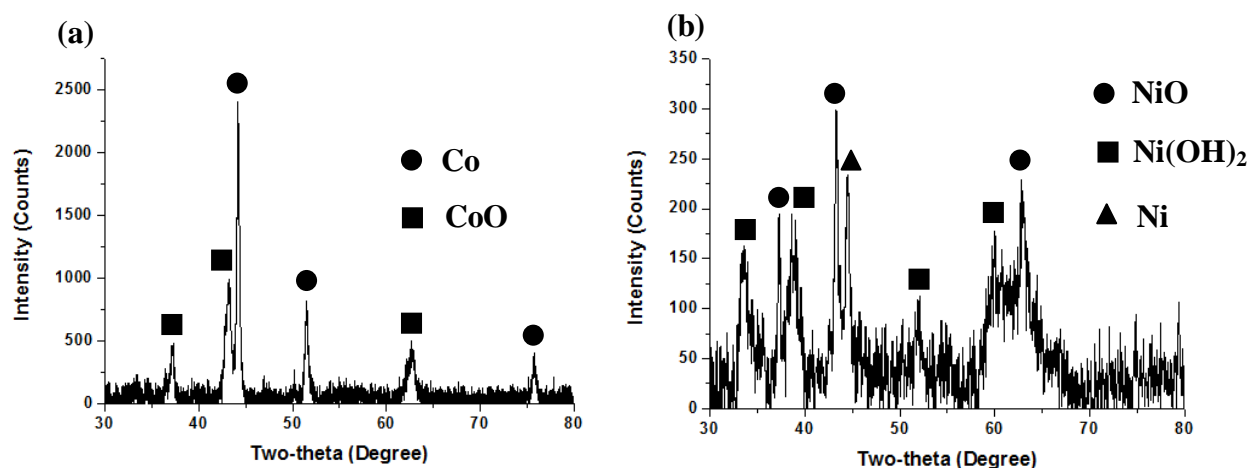 (a)
Intensity (Counts)
2500
2000
1500
1000
500
0
30 40 50 60 70 80
Two-theta (Degree)
Co
CoO
(b)
Intensity (Counts)
350
300
250
200
150
100
50
0
30 40 50 60 70 80
Two-theta (Degree)
NiO
Ni(OH)₂
Ni